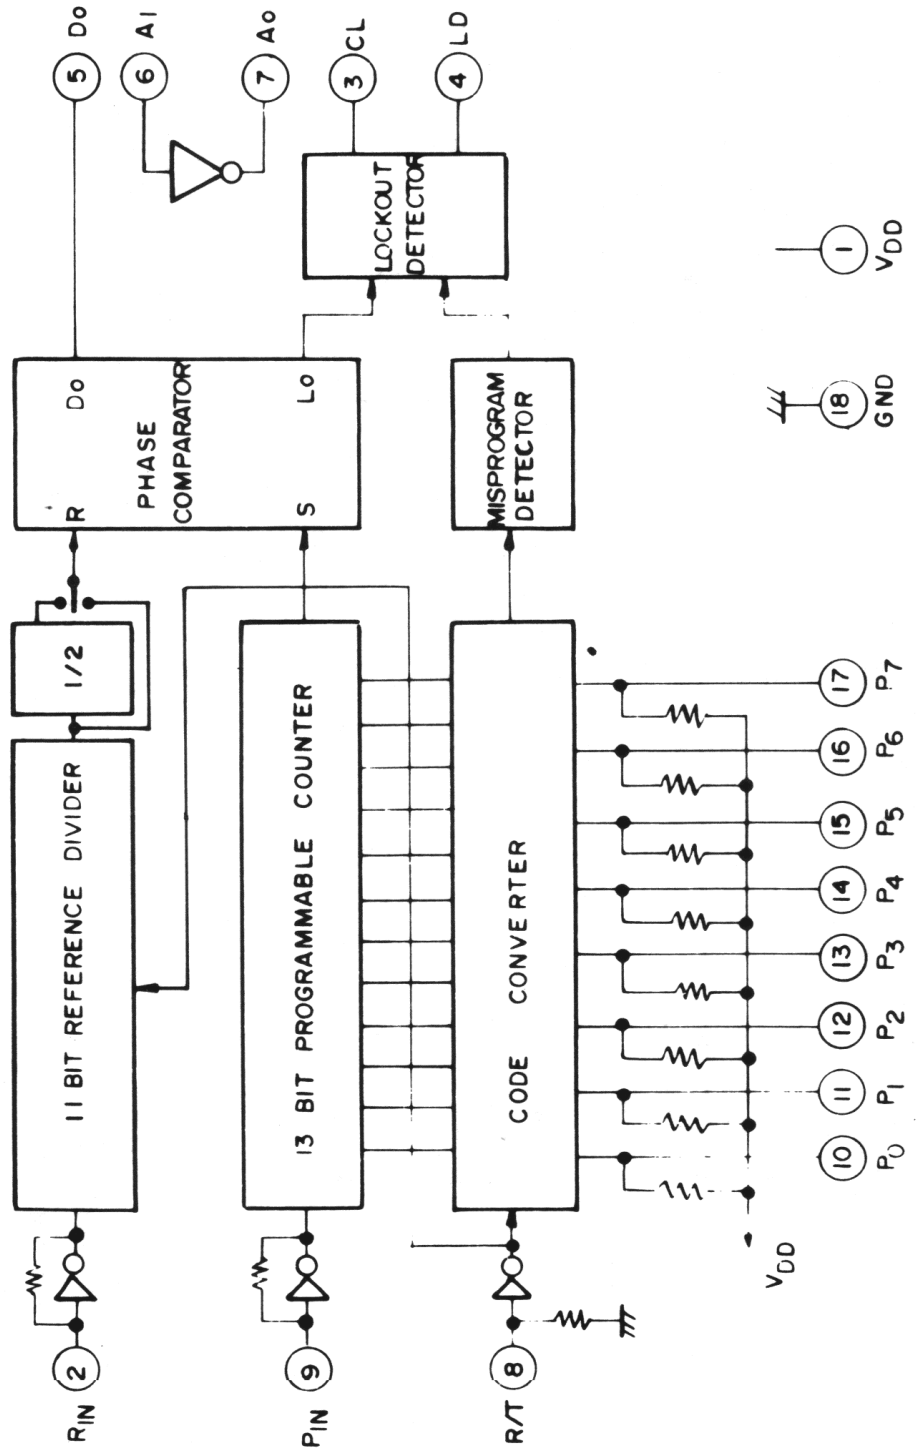 RIN
2
11 BIT REFERENCE DIVIDER
1/2
R
Do
PHASE
COMPARATOR
S
Lo
5
Do
6
A1
7
Ao
PIN
9
13 BIT PROGRAMMABLE COUNTER
LOCKOUT
DETECTOR
3
CL
4
LD
R/T
8
CODE CONVERTER
MISPROGRAM
DETECTOR
VDD
10
P0
11
P1
12
P2
13
P3
14
P4
15
P5
16
P6
17
P7
18
GND
1
VDD